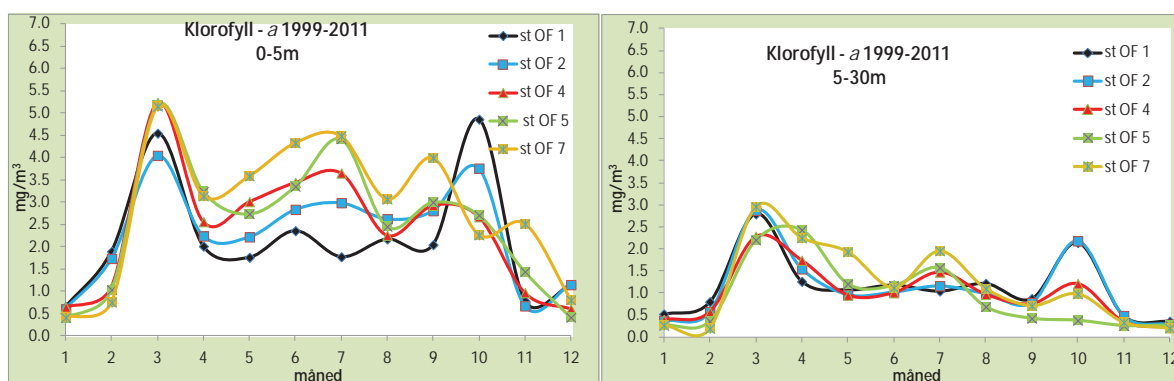 Klorofyll - a 1999-2011
0-5m
7.0
6.5
6.0
5.5
5.0
4.5
4.0
3.5
3.0
2.5
2.0
1.5
1.0
0.5
0.0
mg/m³
1 2 3 4 5 6 7 8 9 10 11 12
måned
st OF 1
st OF 2
st OF 4
st OF 5
st OF 7
Klorofyll - a 1999-2011
5-30m
7.0
6.5
6.0
5.5
5.0
4.5
4.0
3.5
3.0
2.5
2.0
1.5
1.0
0.5
0.0
mg/m³
1 2 3 4 5 6 7 8 9 10 11 12
måned
st OF 1
st OF 2
st OF 4
st OF 5
st OF 7